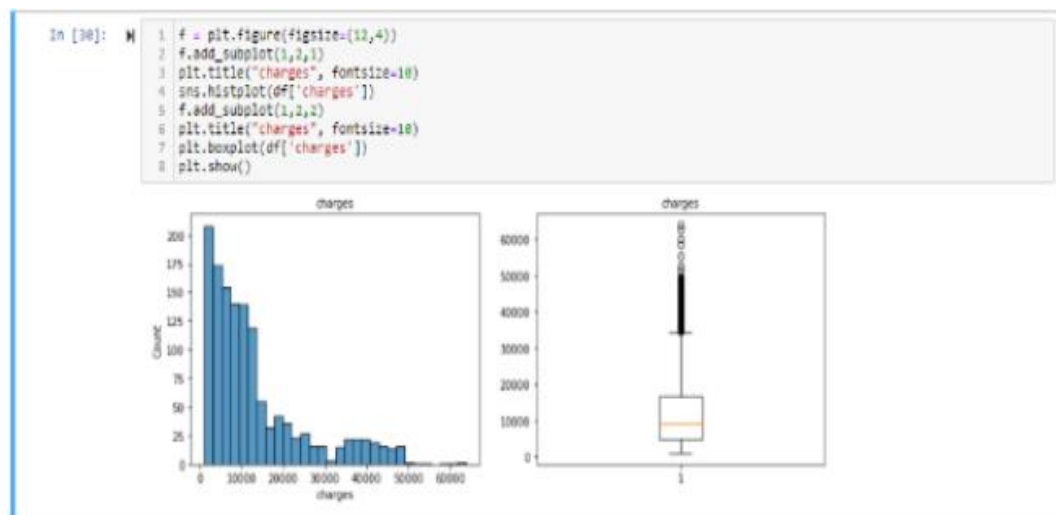 In [30]:
1 f = plt.figure(figsize=(12,4))
2 f.add_subplot(1,2,1)
3 plt.title("charges", fontsize=10)
4 sns.histplot(df['charges'])
5 f.add_subplot(1,2,2)
6 plt.title("charges", fontsize=10)
7 plt.boxplot(df['charges'])
8 plt.show()
charges
200
175
150
125
100
75
50
25
0
Count
0 10000 20000 30000 40000 50000 60000
charges
charges
60000
50000
40000
30000
20000
10000
0
1